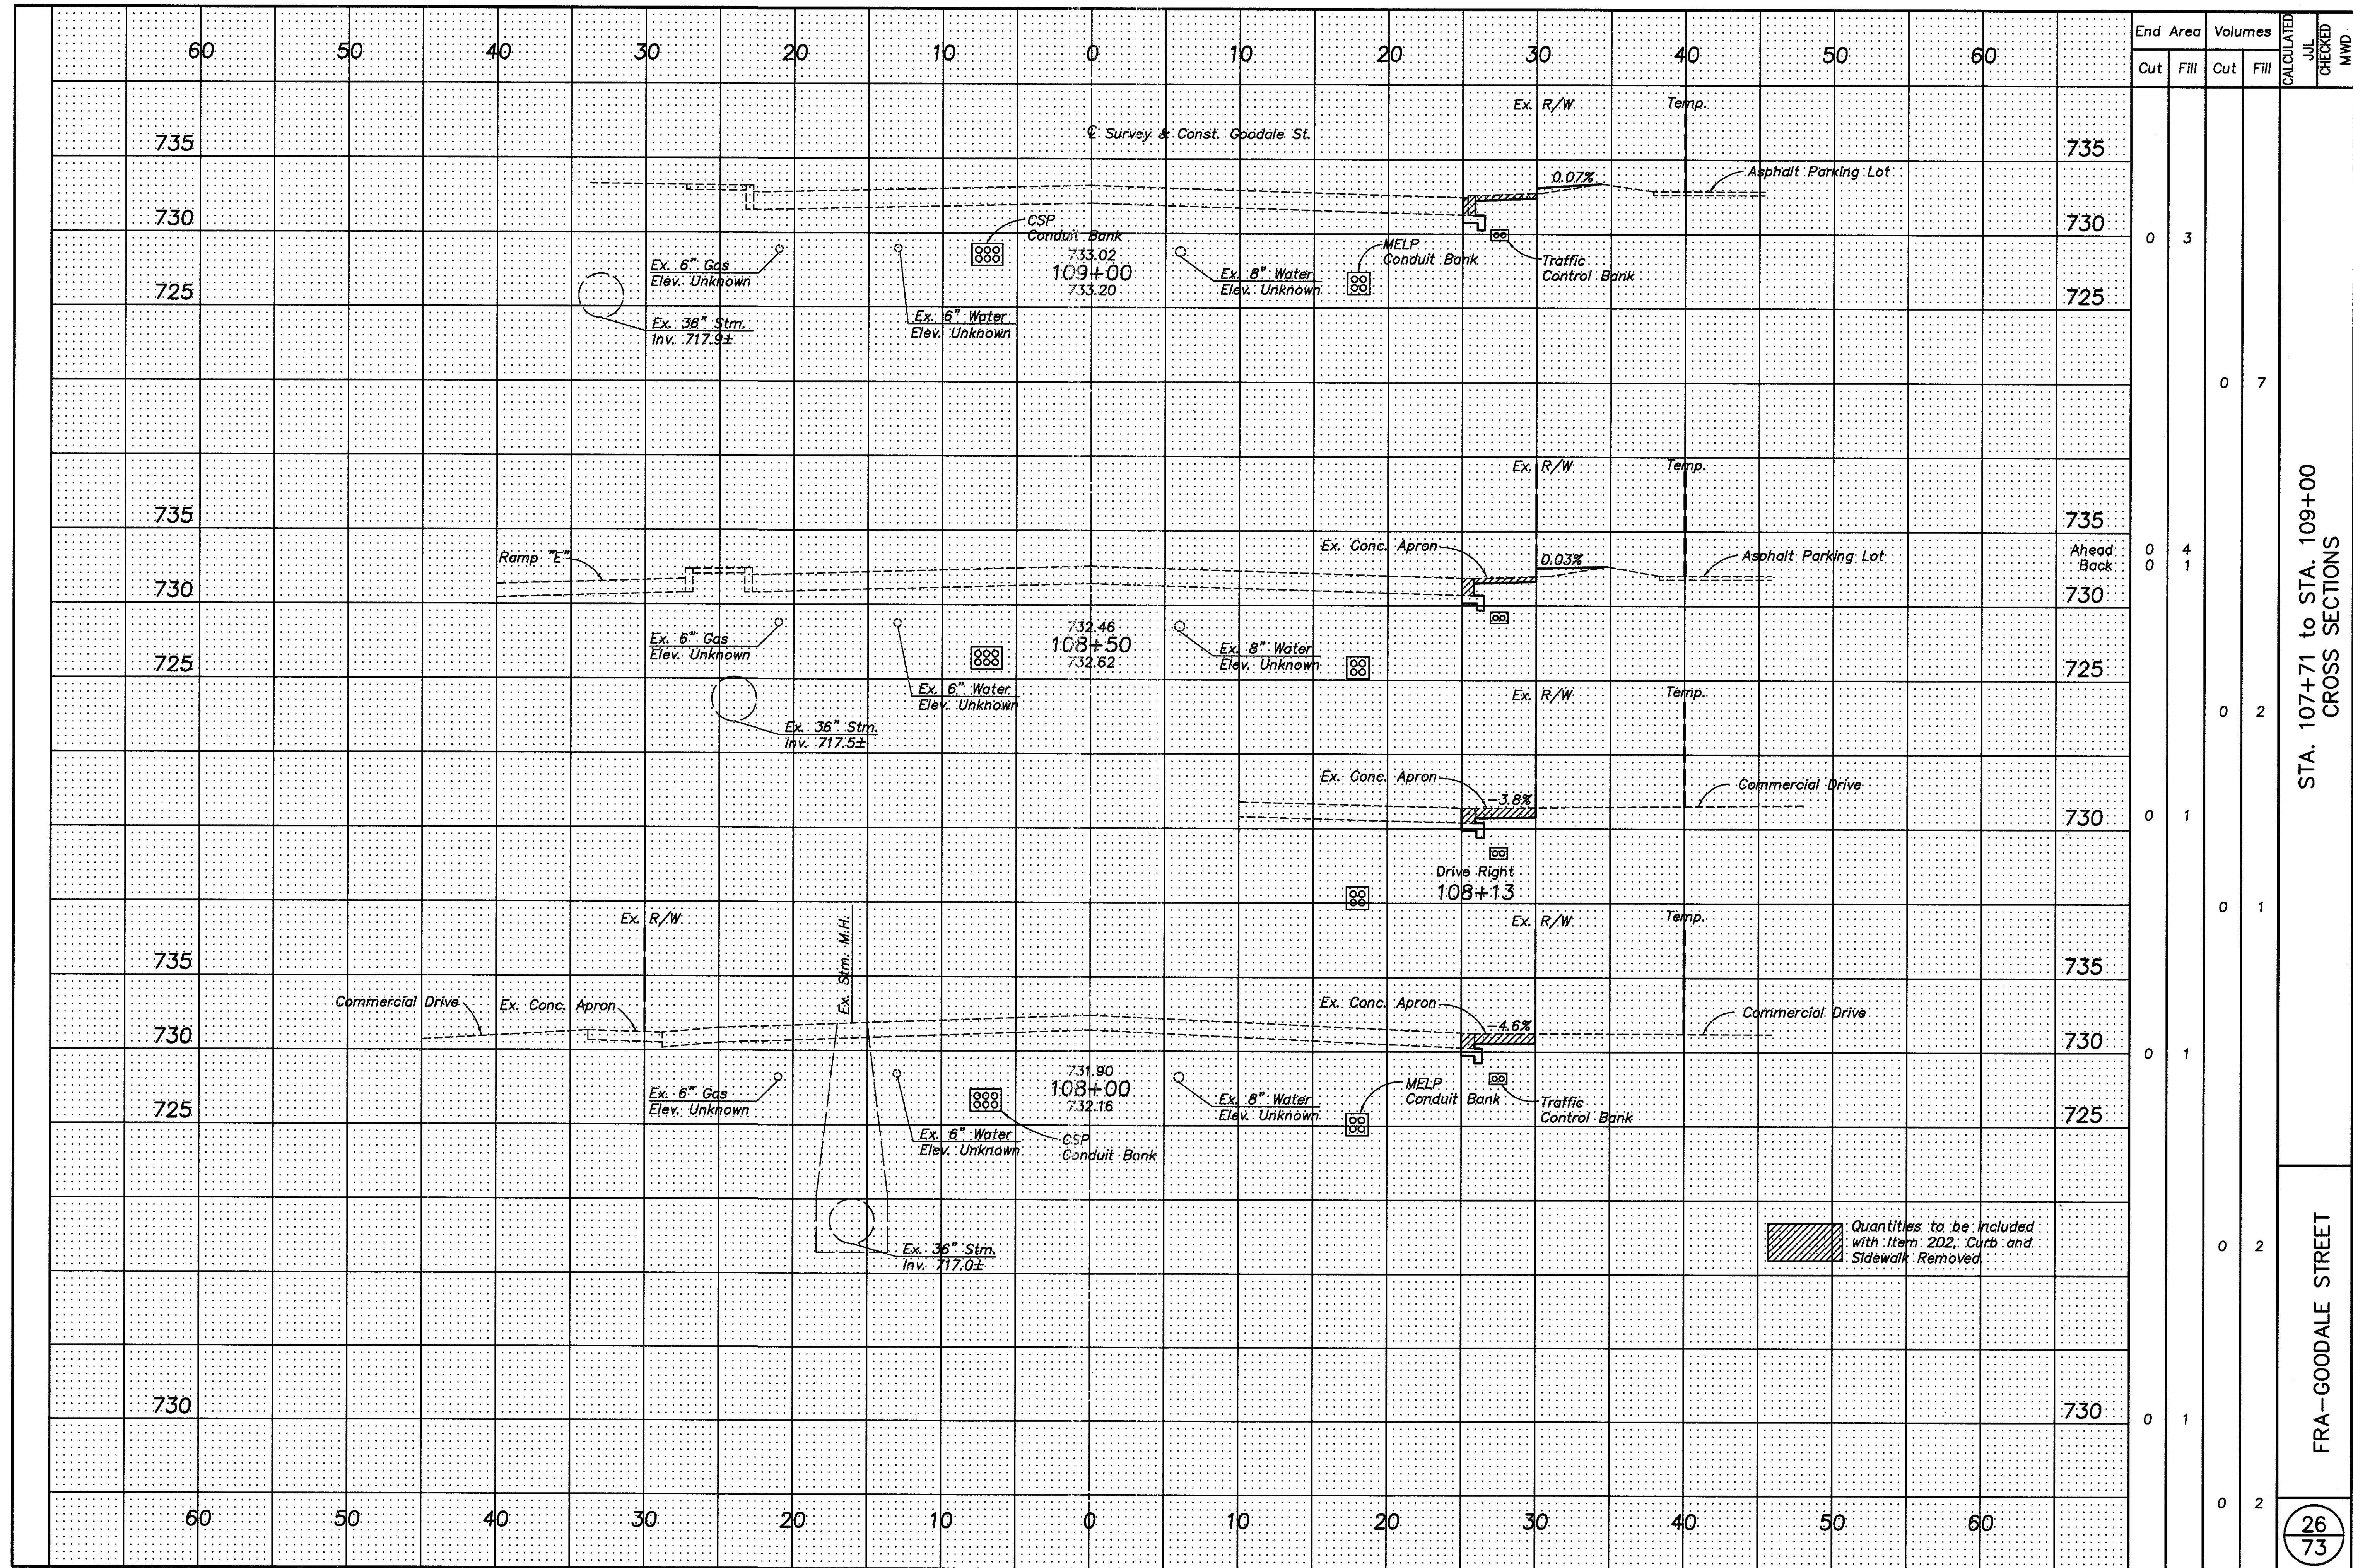 60 50 40 30 20 10 0 10 20 30 40 50 60
End Area Volumes
Cut Fill Cut Fill
CALCULATED
JJL
CHECKED
MWD
Ex. R/W Temp.
735 ℄ Survey & Const. Goodale St. 735
0.07% Asphalt Parking Lot
730 730
CSP
Conduit Bank
MELP
Conduit Bank
Traffic
Control Bank
0 3
Ex. 6" Gas
Elev. Unknown
733.02
109+00
733.20
Ex. 8" Water
Elev. Unknown
725 725
Ex. 36" Stm.
Inv. 717.9±
Ex. 6" Water
Elev. Unknown
0 7
Ex. R/W Temp.
735 735
Ramp "E" Ex. Conc. Apron 0.03% Asphalt Parking Lot
Ahead 0 4
Back 0 1
730 730
Ex. 6" Gas
Elev. Unknown
732.46
108+50
732.62
Ex. 8" Water
Elev. Unknown
725 725
Ex. 6" Water
Elev. Unknown
Ex. R/W Temp.
Ex. 36" Stm.
Inv. 717.5±
0 2
Ex. Conc. Apron -3.8% Commercial Drive
730 0 1
Drive Right
108+13
0 1
Ex. R/W Ex. Stm. M.H. Ex. R/W Temp.
735 735
Commercial Drive Ex. Conc. Apron Ex. Conc. Apron -4.6% Commercial Drive
730 730
0 1
Ex. 6" Gas
Elev. Unknown
731.90
108+00
732.16
Ex. 8" Water
Elev. Unknown
MELP
Conduit Bank
Traffic
Control Bank
725 725
Ex. 6" Water
Elev. Unknown
CSP
Conduit Bank
Ex. 36" Stm.
Inv. 717.0±
Quantities to be included
with Item 202, Curb and
Sidewalk Removed.
0 2
730 730
0 1
0 2
60 50 40 30 20 10 0 10 20 30 40 50 60
STA. 107+71 to STA. 109+00
CROSS SECTIONS
FRA-GOODALE STREET
26
73